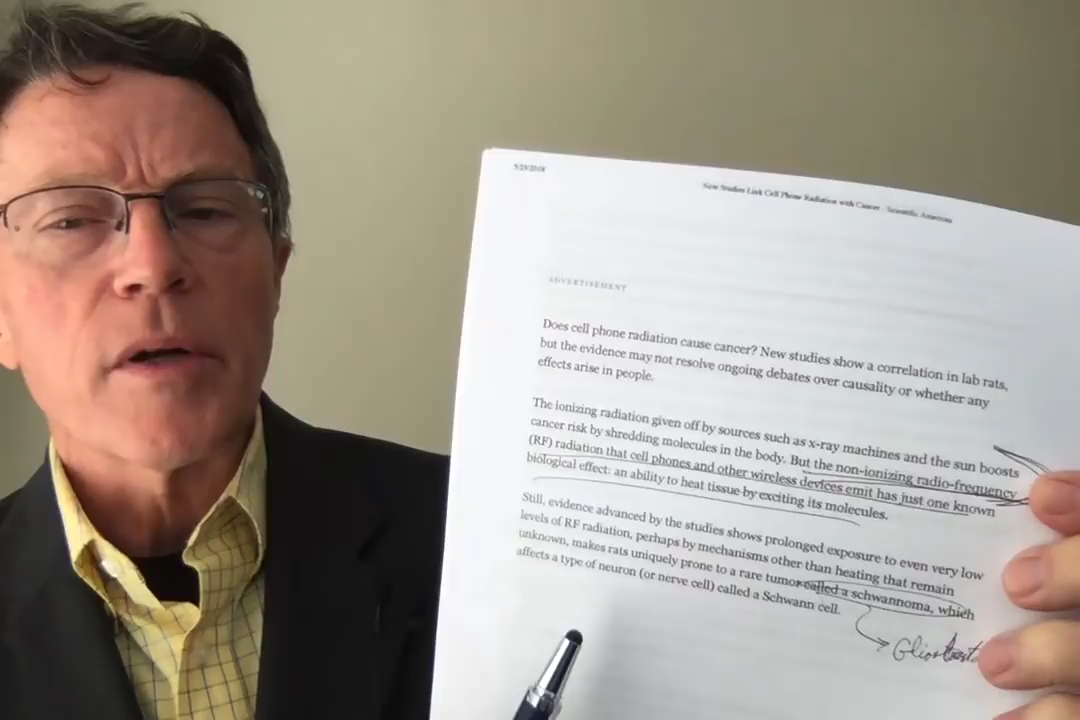 5/25/2018
New Studies Link Cell Phone Radiation with Cancer - Scientific American
ADVERTISEMENT
Does cell phone radiation cause cancer? New studies show a correlation in lab rats,
but the evidence may not resolve ongoing debates over causality or whether any
effects arise in people.
The ionizing radiation given off by sources such as x-ray machines and the sun boosts
cancer risk by shredding molecules in the body. But the non-ionizing radio-frequency
(RF) radiation that cell phones and other wireless devices emit has just one known
biological effect: an ability to heat tissue by exciting its molecules.
Still, evidence advanced by the studies shows prolonged exposure to even very low
levels of RF radiation, perhaps by mechanisms other than heating that remain
unknown, makes rats uniquely prone to a rare tumor called a schwannoma, which
affects a type of neuron (or nerve cell) called a Schwann cell.